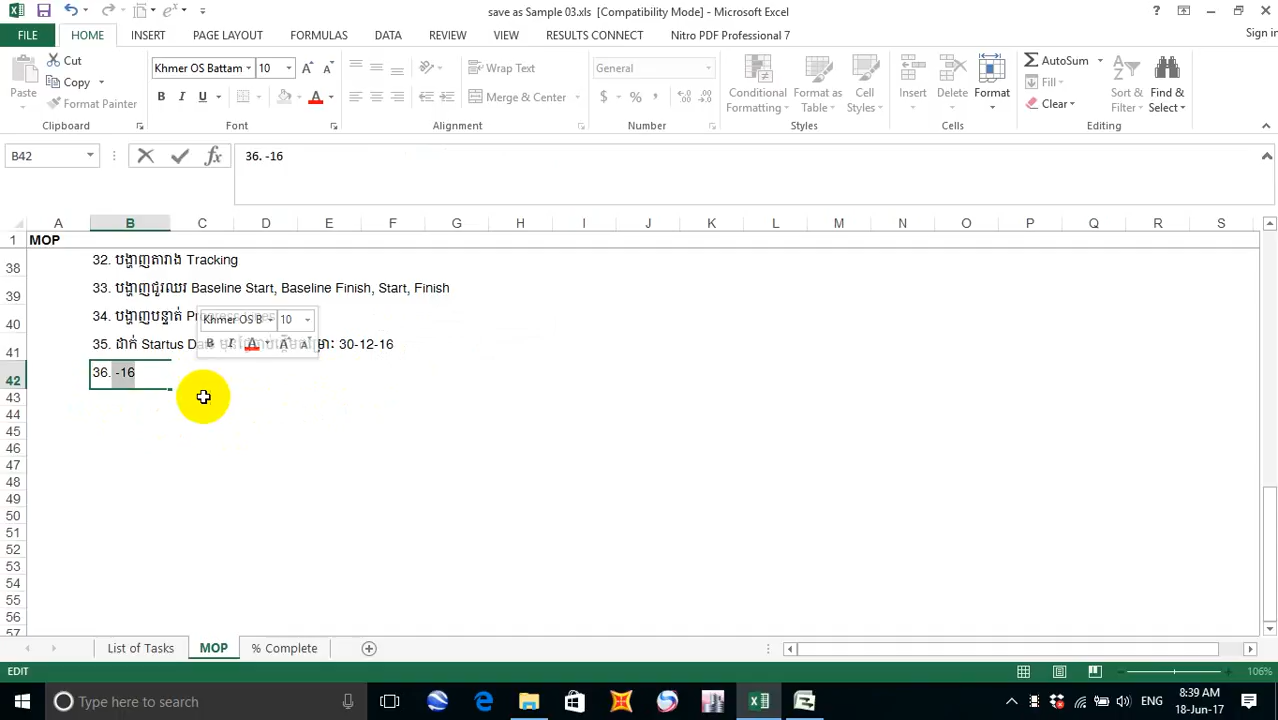 save as Sample 03.xls [Compatibility Mode] - Microsoft Excel
FILE HOME INSERT PAGE LAYOUT FORMULAS DATA REVIEW VIEW RESULTS CONNECT Nitro PDF Professional 7 Sign in
Cut
Copy
Format Painter
Paste
Clipboard
Khmer OS Battam 10
Font
Wrap Text
Merge & Center
Alignment
General
Number
Conditional Formatting
Format as Table
Cell Styles
Styles
Insert Delete Format
Cells
AutoSum
Fill
Clear
Sort & Filter
Find & Select
Editing
B42 36. -16
A B C D E F G H I J K L M N O P Q R S
1 MOP
38 32. បង្ហាញតារាង Tracking
39 33. បង្ហាញជួរឈរ Baseline Start, Baseline Finish, Start, Finish
40 34. បង្ហាញបន្ទាត់
Khmer OS B 10
41 35. ដាក់ Startus 30-12-16
42 36. -16
43
44
45
46
47
48
49
50
51
52
53
54
55
56
57
List of Tasks MOP % Complete
EDIT 106%
Type here to search
ENG
8:39 AM
18-Jun-17